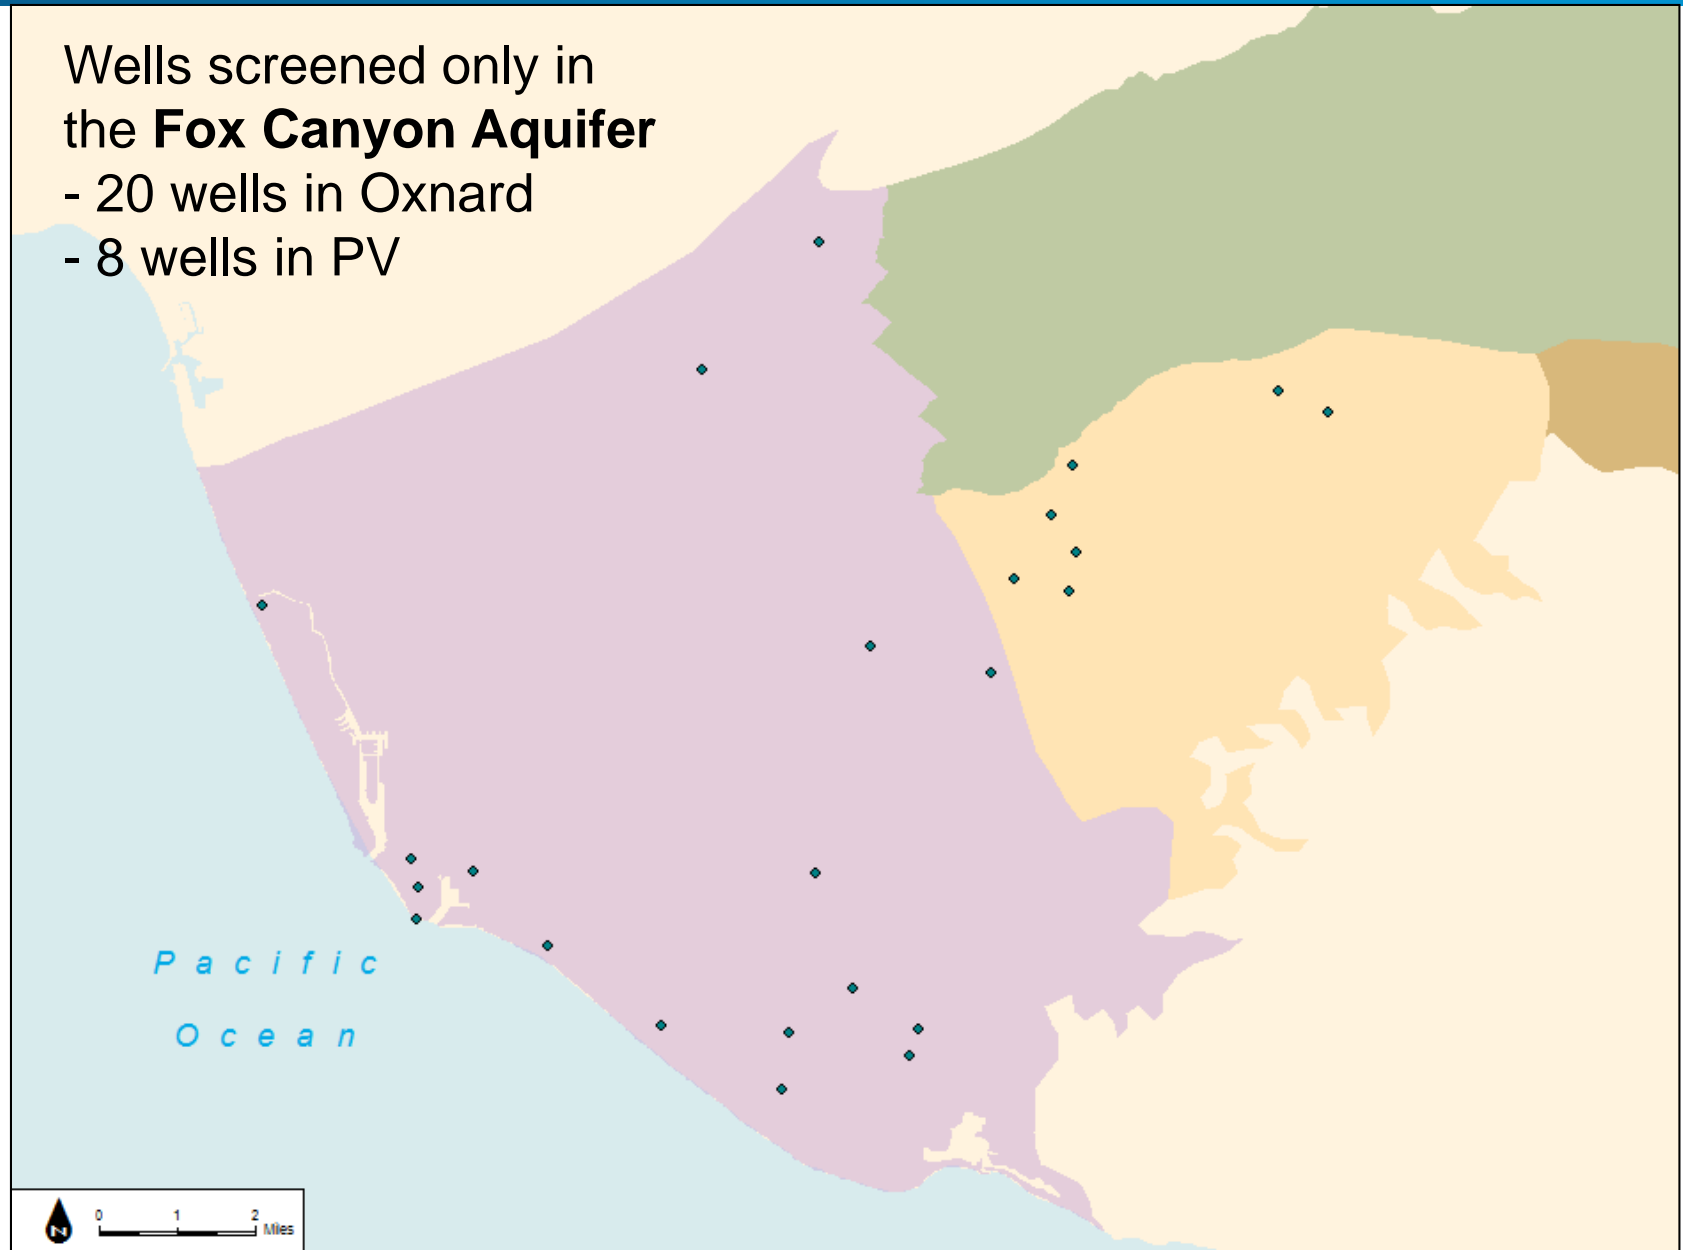 Wells screened only in
the Fox Canyon Aquifer
- 20 wells in Oxnard
- 8 wells in PV
Pacific
Ocean
N
0 1 2 Miles